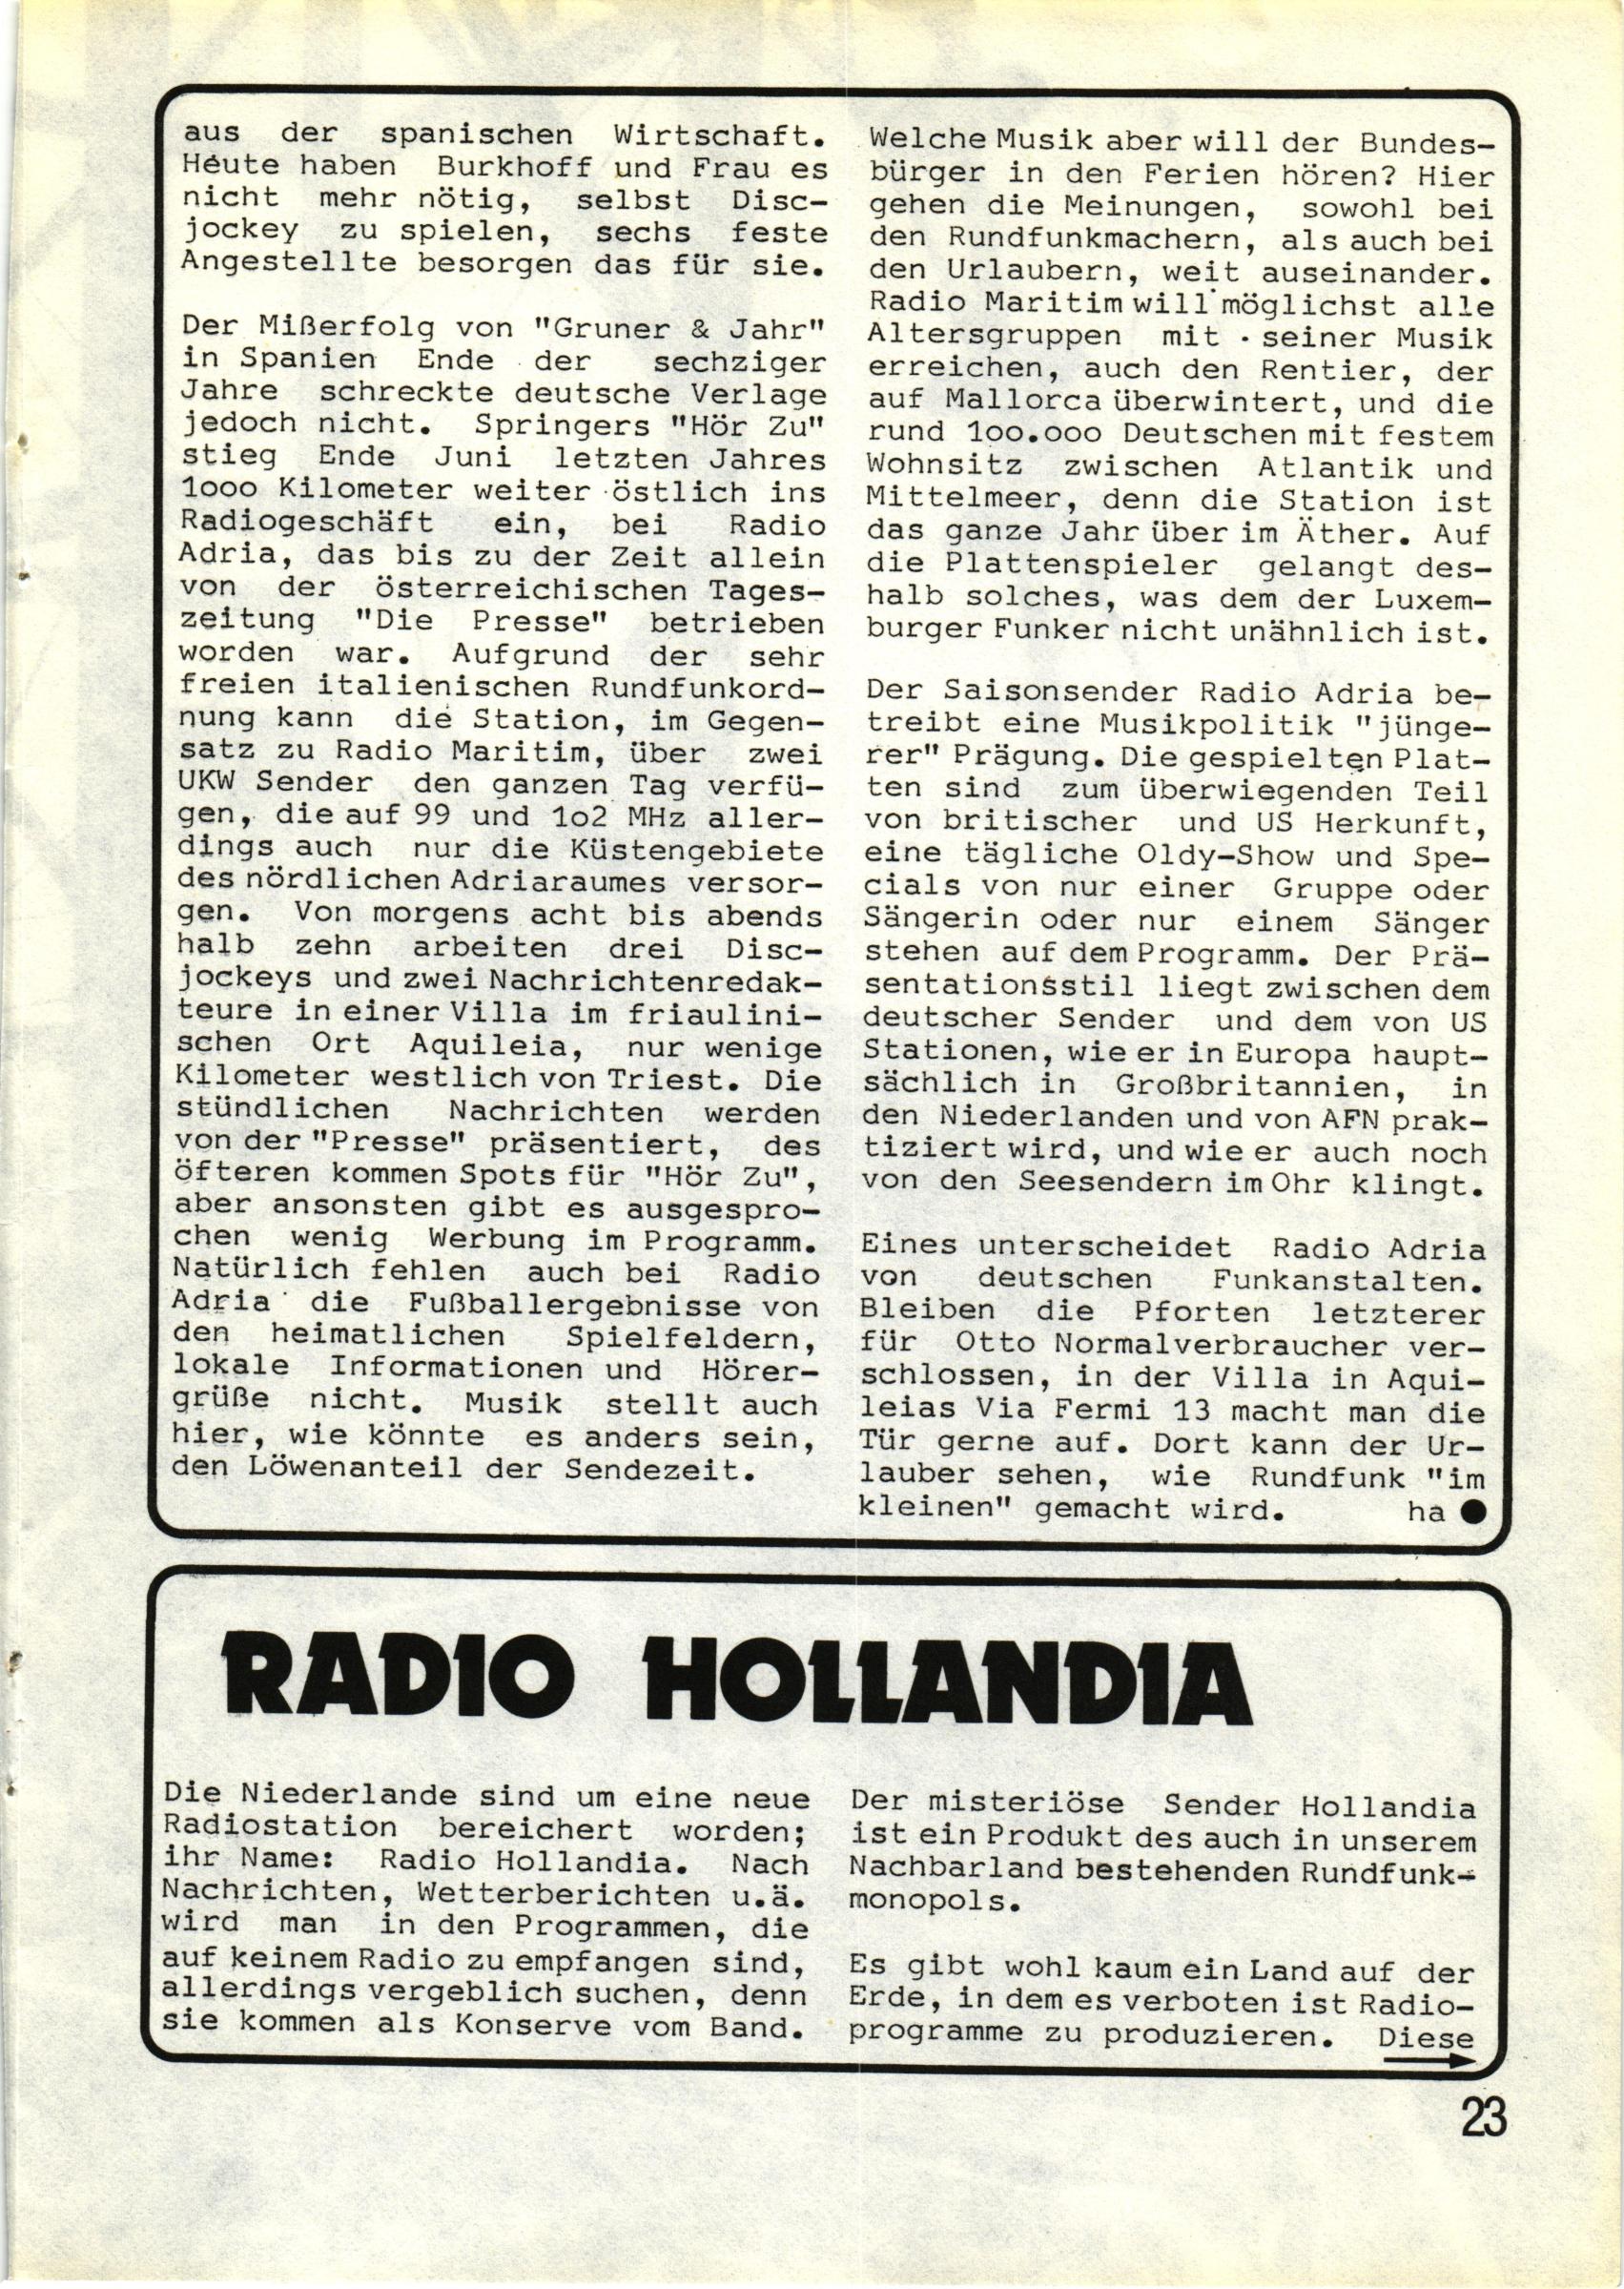 aus der spanischen Wirtschaft.
Heute haben Burkhoff und Frau es
nicht mehr nötig, selbst Disc-
jockey zu spielen, sechs feste
Angestellte besorgen das für sie.
Der Mißerfolg von "Gruner & Jahr"
in Spanien Ende der sechziger
Jahre schreckte deutsche Verlage
jedoch nicht. Springers "Hör Zu"
stieg Ende Juni letzten Jahres
1ooo Kilometer weiter östlich ins
Radiogeschäft ein, bei Radio
Adria, das bis zu der Zeit allein
von der österreichischen Tages-
zeitung "Die Presse" betrieben
worden war. Aufgrund der sehr
freien italienischen Rundfunkord-
nung kann die Station, im Gegen-
satz zu Radio Maritim, über zwei
UKW Sender den ganzen Tag verfü-
gen, die auf 99 und 1o2 MHz aller-
dings auch nur die Küstengebiete
des nördlichen Adriaraumes versor-
gen. Von morgens acht bis abends
halb zehn arbeiten drei Disc-
jockeys und zwei Nachrichtenredak-
teure in einer Villa im friaulini-
schen Ort Aquileia, nur wenige
Kilometer westlich von Triest. Die
stündlichen Nachrichten werden
von der "Presse" präsentiert, des
öfteren kommen Spots für "Hör Zu",
aber ansonsten gibt es ausgespro-
chen wenig Werbung im Programm.
Natürlich fehlen auch bei Radio
Adria die Fußballergebnisse von
den heimatlichen Spielfeldern,
lokale Informationen und Hörer-
grüße nicht. Musik stellt auch
hier, wie könnte es anders sein,
den Löwenanteil der Sendezeit.
Welche Musik aber will der Bundes-
bürger in den Ferien hören? Hier
gehen die Meinungen, sowohl bei
den Rundfunkmachern, als auch bei
den Urlaubern, weit auseinander.
Radio Maritim will möglichst alle
Altersgruppen mit seiner Musik
erreichen, auch den Rentier, der
auf Mallorca überwintert, und die
rund 1oo.ooo Deutschen mit festem
Wohnsitz zwischen Atlantik und
Mittelmeer, denn die Station ist
das ganze Jahr über im Äther. Auf
die Plattenspieler gelangt des-
halb solches, was dem der Luxem-
burger Funker nicht unähnlich ist.
Der Saisonsender Radio Adria be-
treibt eine Musikpolitik "jünge-
rer" Prägung. Die gespielten Plat-
ten sind zum überwiegenden Teil
von britischer und US Herkunft,
eine tägliche Oldy-Show und Spe-
cials von nur einer Gruppe oder
Sängerin oder nur einem Sänger
stehen auf dem Programm. Der Prä-
sentationsstil liegt zwischen dem
deutscher Sender und dem von US
Stationen, wie er in Europa haupt-
sächlich in Großbritannien, in
den Niederlanden und von AFN prak-
tiziert wird, und wie er auch noch
von den Seesendern im Ohr klingt.
Eines unterscheidet Radio Adria
von deutschen Funkanstalten.
Bleiben die Pforten letzterer
für Otto Normalverbraucher ver-
schlossen, in der Villa in Aqui-
leias Via Fermi 13 macht man die
Tür gerne auf. Dort kann der Ur-
lauber sehen, wie Rundfunk "im
kleinen" gemacht wird. ha ●
RADIO HOLLANDIA
Die Niederlande sind um eine neue
Radiostation bereichert worden;
ihr Name: Radio Hollandia. Nach
Nachrichten, Wetterberichten u.ä.
wird man in den Programmen, die
auf keinem Radio zu empfangen sind,
allerdings vergeblich suchen, denn
sie kommen als Konserve vom Band.
Der misteriöse Sender Hollandia
ist ein Produkt des auch in unserem
Nachbarland bestehenden Rundfunk-
monopols.
Es gibt wohl kaum ein Land auf der
Erde, in dem es verboten ist Radio-
programme zu produzieren. Diese
23